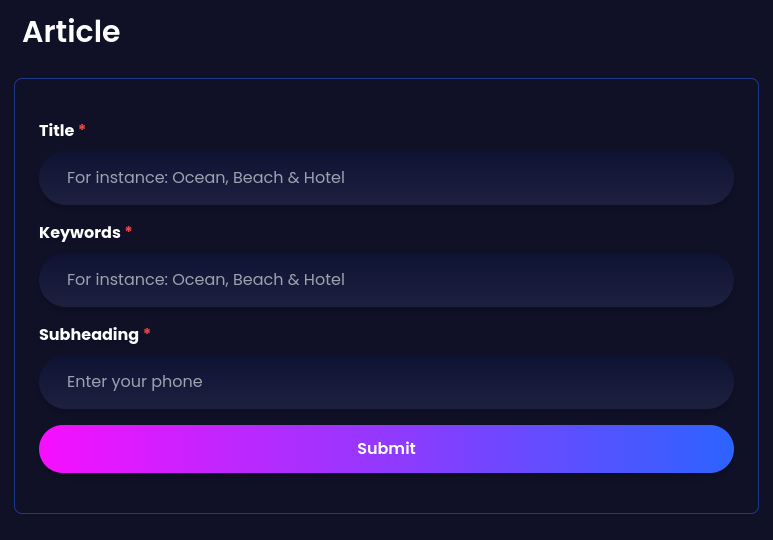 Article
Title *
For instance: Ocean, Beach & Hotel
Keywords *
For instance: Ocean, Beach & Hotel
Subheading *
Enter your phone
Submit